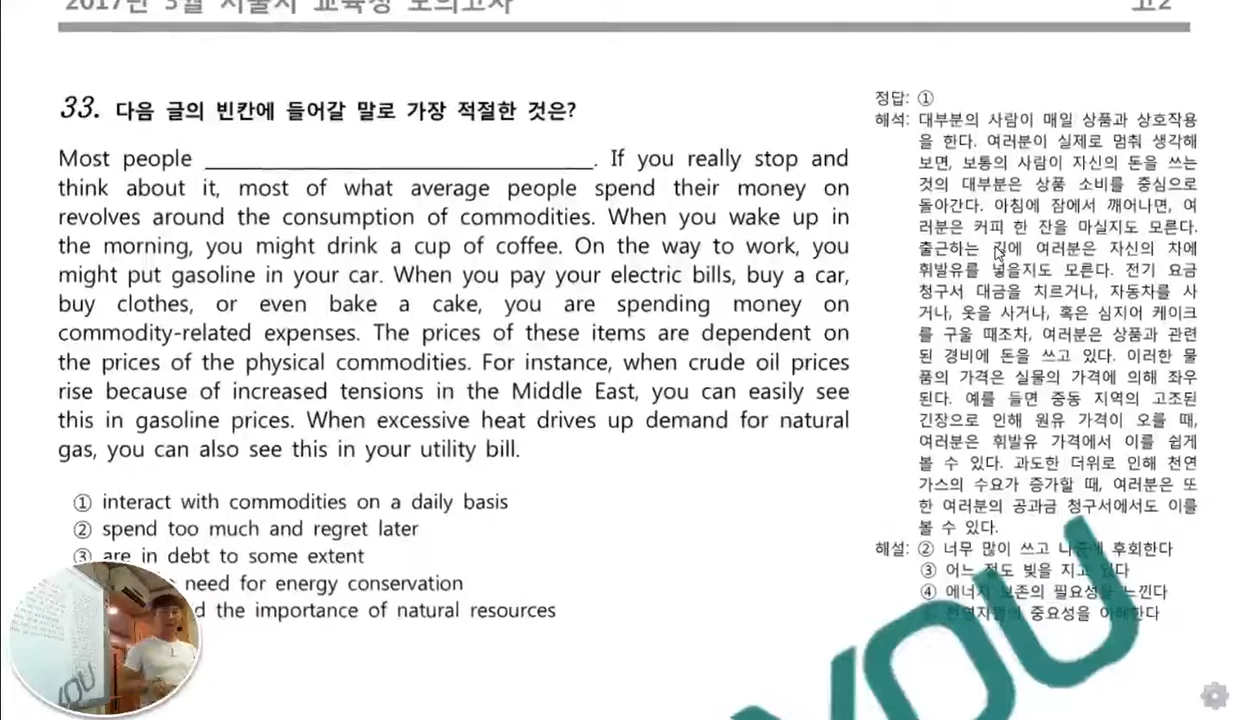 2017년 3월 서울시 교육청 모의고사
고2
33. 다음 글의 빈칸에 들어갈 말로 가장 적절한 것은?
Most people ______________________________. If you really stop and
think about it, most of what average people spend their money on
revolves around the consumption of commodities. When you wake up in
the morning, you might drink a cup of coffee. On the way to work, you
might put gasoline in your car. When you pay your electric bills, buy a car,
buy clothes, or even bake a cake, you are spending money on
commodity-related expenses. The prices of these items are dependent on
the prices of the physical commodities. For instance, when crude oil prices
rise because of increased tensions in the Middle East, you can easily see
this in gasoline prices. When excessive heat drives up demand for natural
gas, you can also see this in your utility bill.
① interact with commodities on a daily basis
② spend too much and regret later
③ are in debt to some extent
need for energy conservation
the importance of natural resources
정답: ①
해석: 대부분의 사람이 매일 상품과 상호작용
을 한다. 여러분이 실제로 멈춰 생각해
보면, 보통의 사람이 자신의 돈을 쓰는
것의 대부분은 상품 소비를 중심으로
돌아간다. 아침에 잠에서 깨어나면, 여
러분은 커피 한 잔을 마실지도 모른다.
출근하는 길에 여러분은 자신의 차에
휘발유를 넣을지도 모른다. 전기 요금
청구서 대금을 치르거나, 자동차를 사
거나, 옷을 사거나, 혹은 심지어 케이크
를 구울 때조차, 여러분은 상품과 관련
된 경비에 돈을 쓰고 있다. 이러한 물
품의 가격은 실물의 가격에 의해 좌우
된다. 예를 들면 중동 지역의 고조된
긴장으로 인해 원유 가격이 오를 때,
여러분은 휘발유 가격에서 이를 쉽게
볼 수 있다. 과도한 더위로 인해 천연
가스의 수요가 증가할 때, 여러분은 또
한 여러분의 공과금 청구서에서도 이를
볼 수 있다.
해설: ② 너무 많이 쓰고 나중에 후회한다
③ 어느 정도 빚을 지고 있다
④ 에너지 보존의 필요성을 느낀다
천연자원의 중요성을 이해한다
YOU
YOU